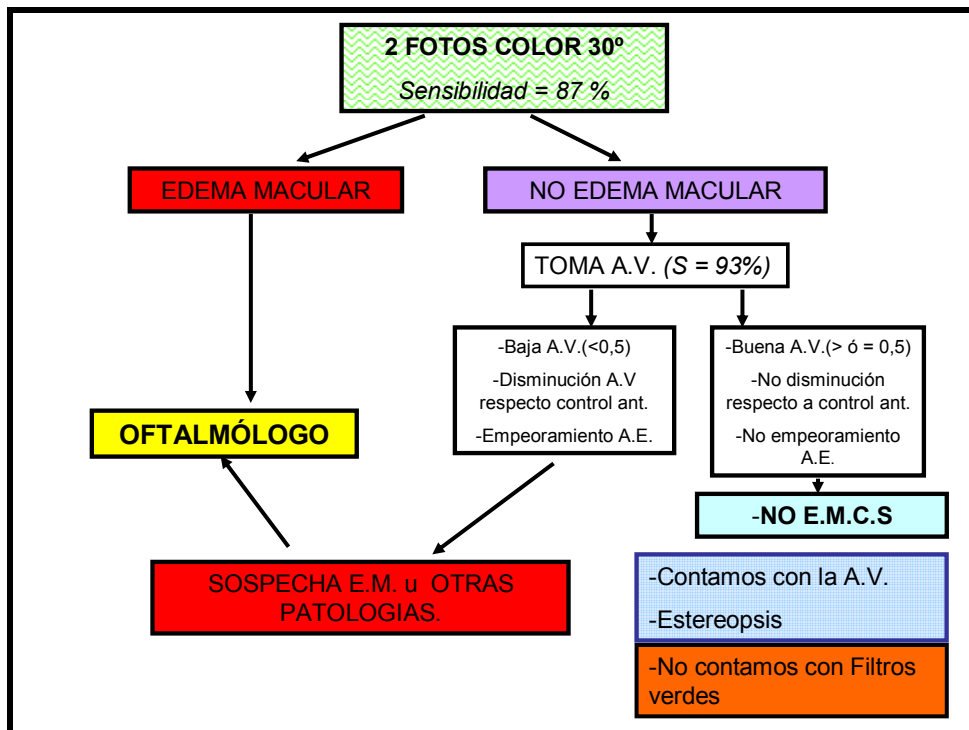 2 FOTOS COLOR 30º
Sensibilidad = 87 %
EDEMA MACULAR
NO EDEMA MACULAR
TOMA A.V. (S = 93%)
-Baja A.V.(<0,5)
-Disminución A.V
respecto control ant.
-Empeoramiento A.E.
-Buena A.V.(> ó = 0,5)
-No disminución
respecto a control ant.
-No empeoramiento
A.E.
OFTALMÓLOGO
-NO E.M.C.S
SOSPECHA E.M. u OTRAS
PATOLOGIAS.
-Contamos con la A.V.
-Estereopsis
-No contamos con Filtros
verdes